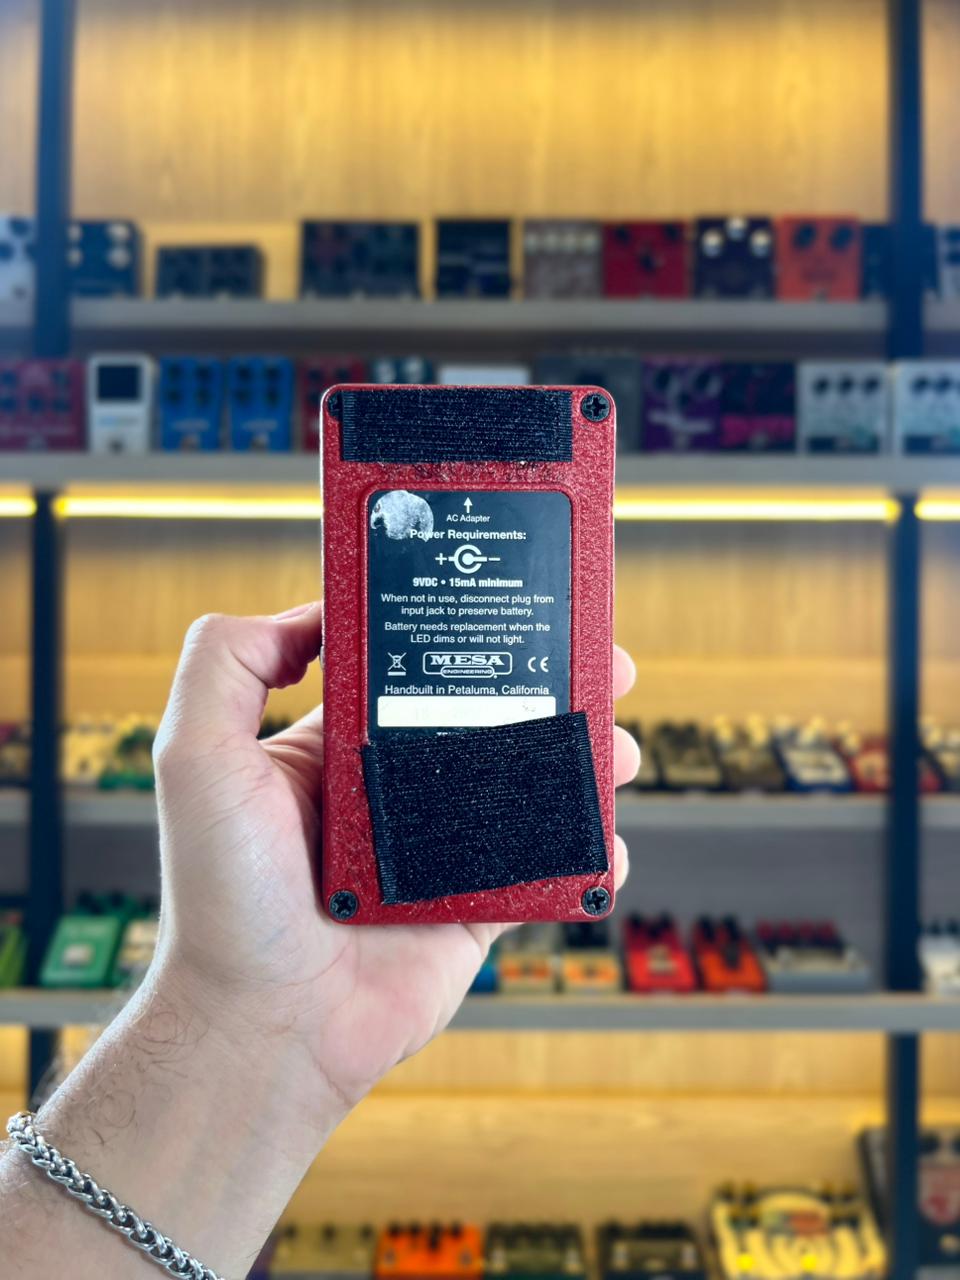 AC Adapter
Power Requirements:
+ −
9VDC • 15mA minimum
When not in use, disconnect plug from
input jack to preserve battery.
Battery needs replacement when the
LED dims or will not light.
MESA
ENGINEERING
CE
Handbuilt in Petaluma, California